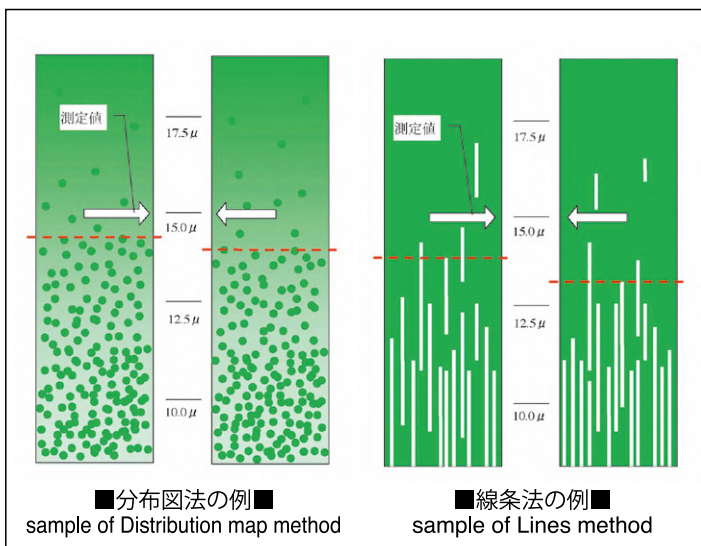 測定値
17.5μ
15.0μ
12.5μ
10.0μ
■分布図法の例■
sample of Distribution map method
測定値
17.5μ
15.0μ
12.5μ
10.0μ
■線条法の例■
sample of Lines method